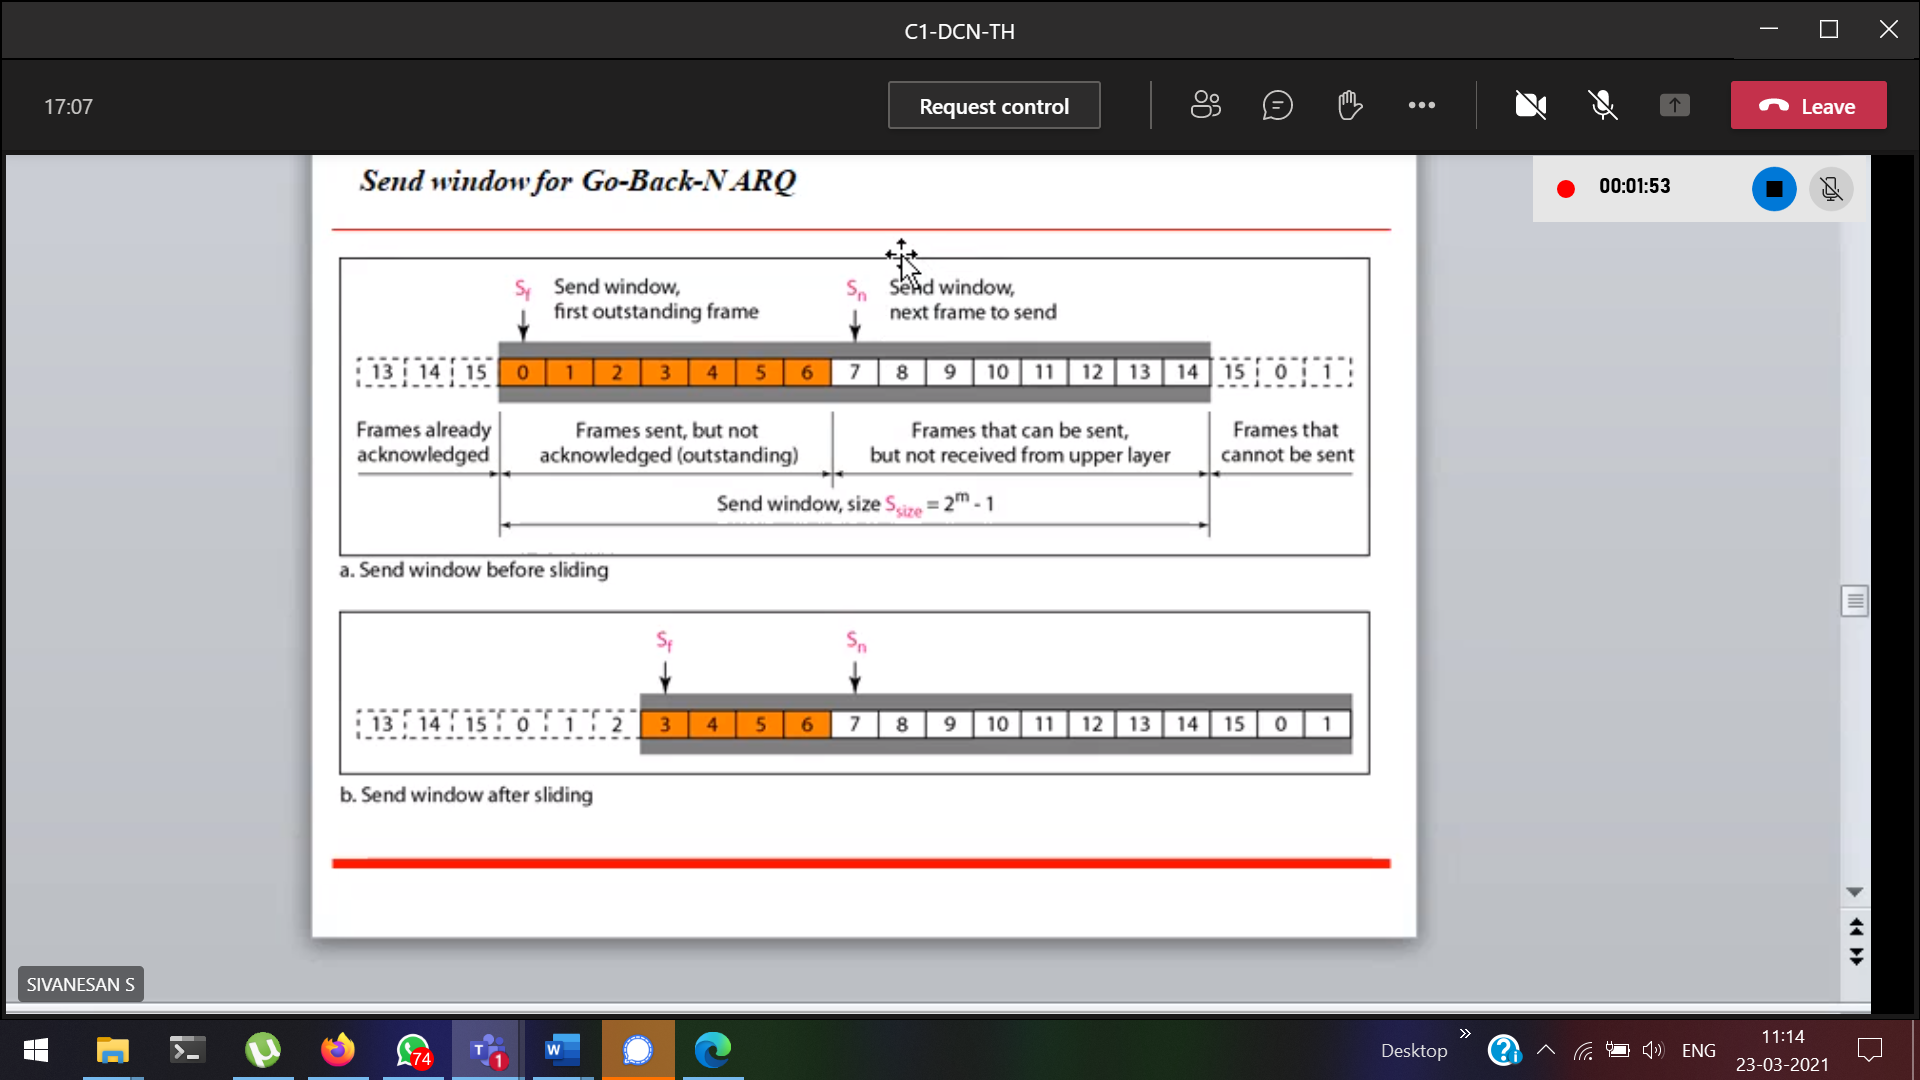 C1-DCN-TH
17:07
Request control
Leave
00:01:53
Send window for Go-Back-N ARQ
Sf Send window,
first outstanding frame
Sn Send window,
next frame to send
13 14 15 0 1 2 3 4 5 6 7 8 9 10 11 12 13 14 15 0 1
Frames already
acknowledged
Frames sent, but not
acknowledged (outstanding)
Frames that can be sent,
but not received from upper layer
Frames that
cannot be sent
Send window, size Ssize = 2^m - 1
a. Send window before sliding
Sf Sn
13 14 15 0 1 2 3 4 5 6 7 8 9 10 11 12 13 14 15 0 1
b. Send window after sliding
SIVANESAN S
74
T
1
W
Desktop
ENG
11:14
23-03-2021